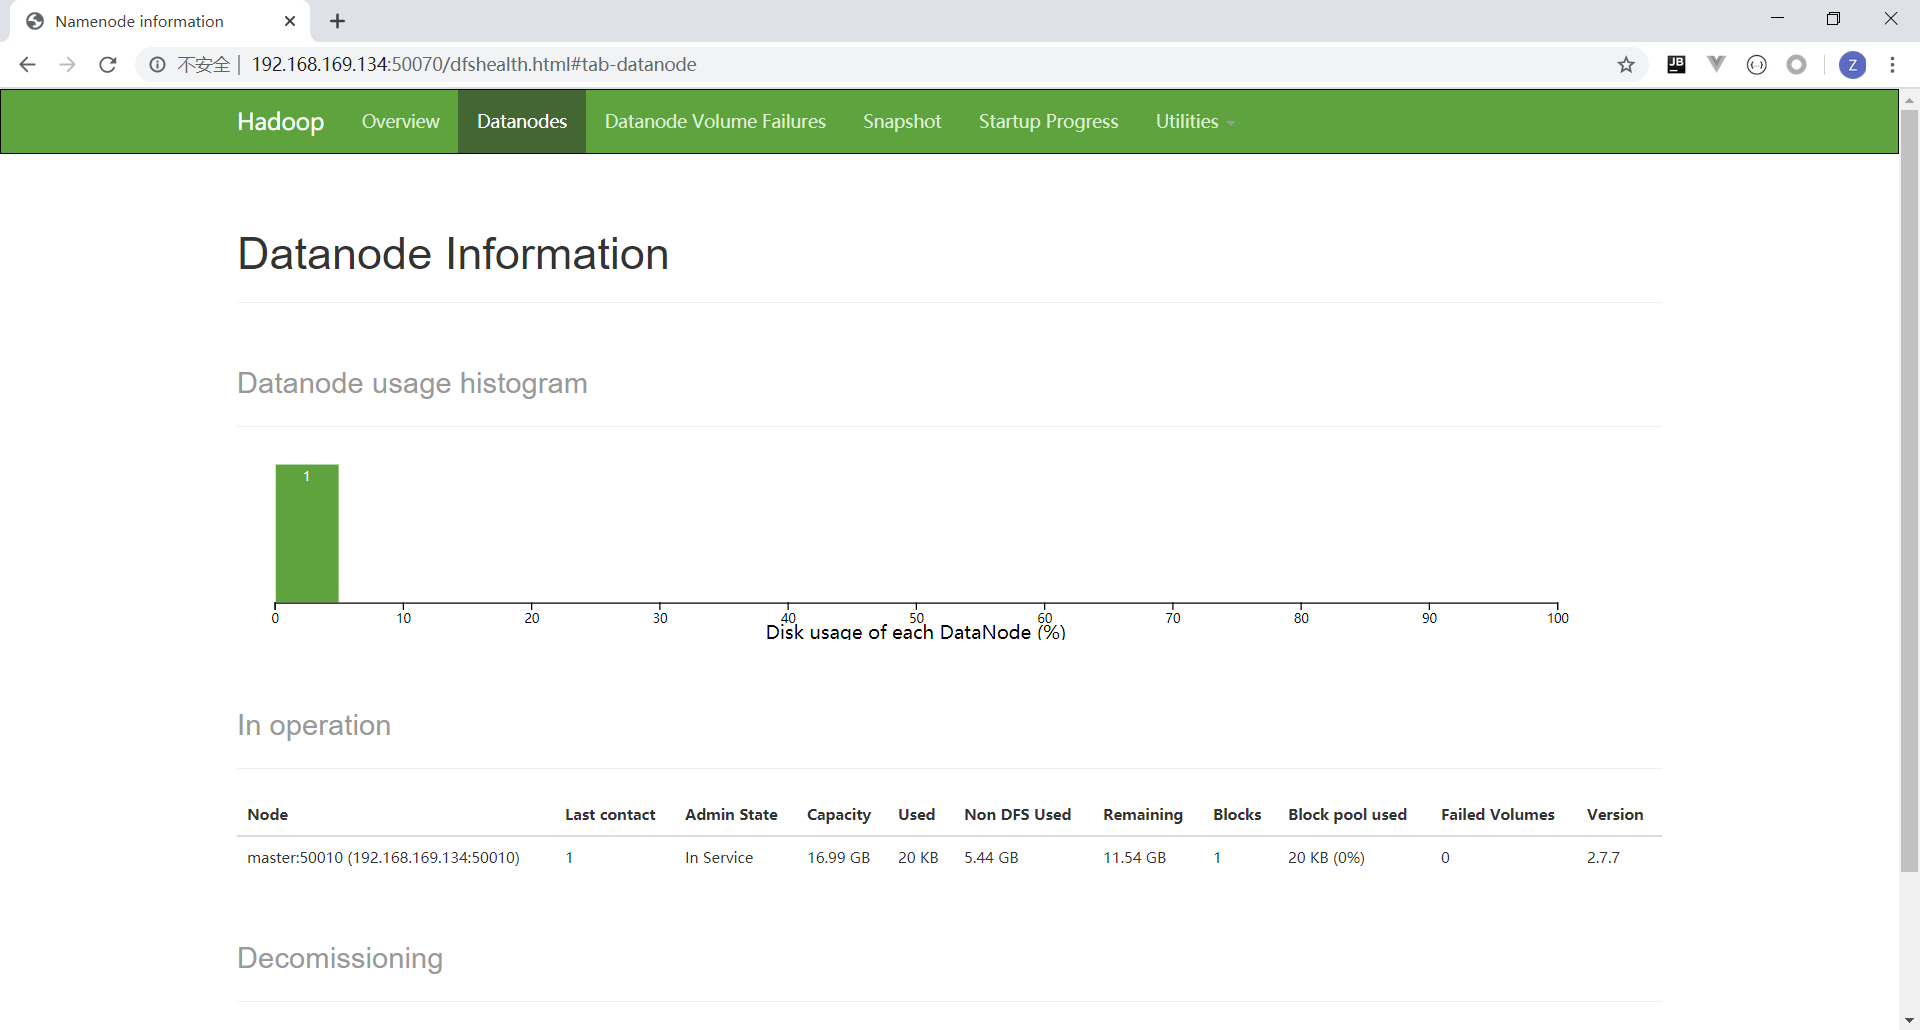 Namenode information
不安全 | 192.168.169.134:50070/dfshealth.html#tab-datanode
JB
Z
Hadoop Overview Datanodes Datanode Volume Failures Snapshot Startup Progress Utilities
Datanode Information
Datanode usage histogram
1
0 10 20 30 40 50 60 70 80 90 100
Disk usage of each DataNode (%)
In operation
Node Last contact Admin State Capacity Used Non DFS Used Remaining Blocks Block pool used Failed Volumes Version
master:50010 (192.168.169.134:50010) 1 In Service 16.99 GB 20 KB 5.44 GB 11.54 GB 1 20 KB (0%) 0 2.7.7
Decomissioning